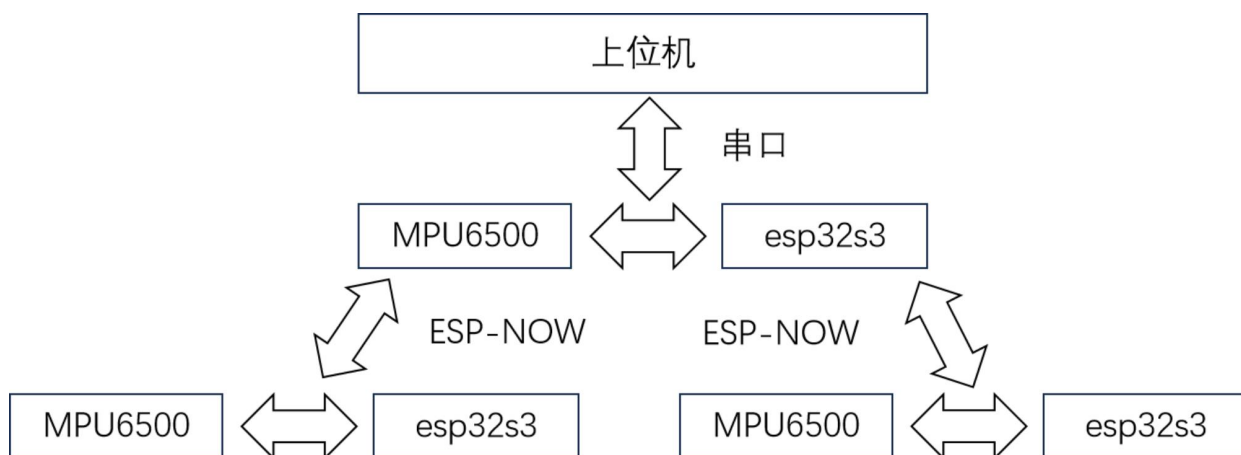 上位机
串口
MPU6500
esp32s3
ESP-NOW
ESP-NOW
MPU6500
esp32s3
MPU6500
esp32s3